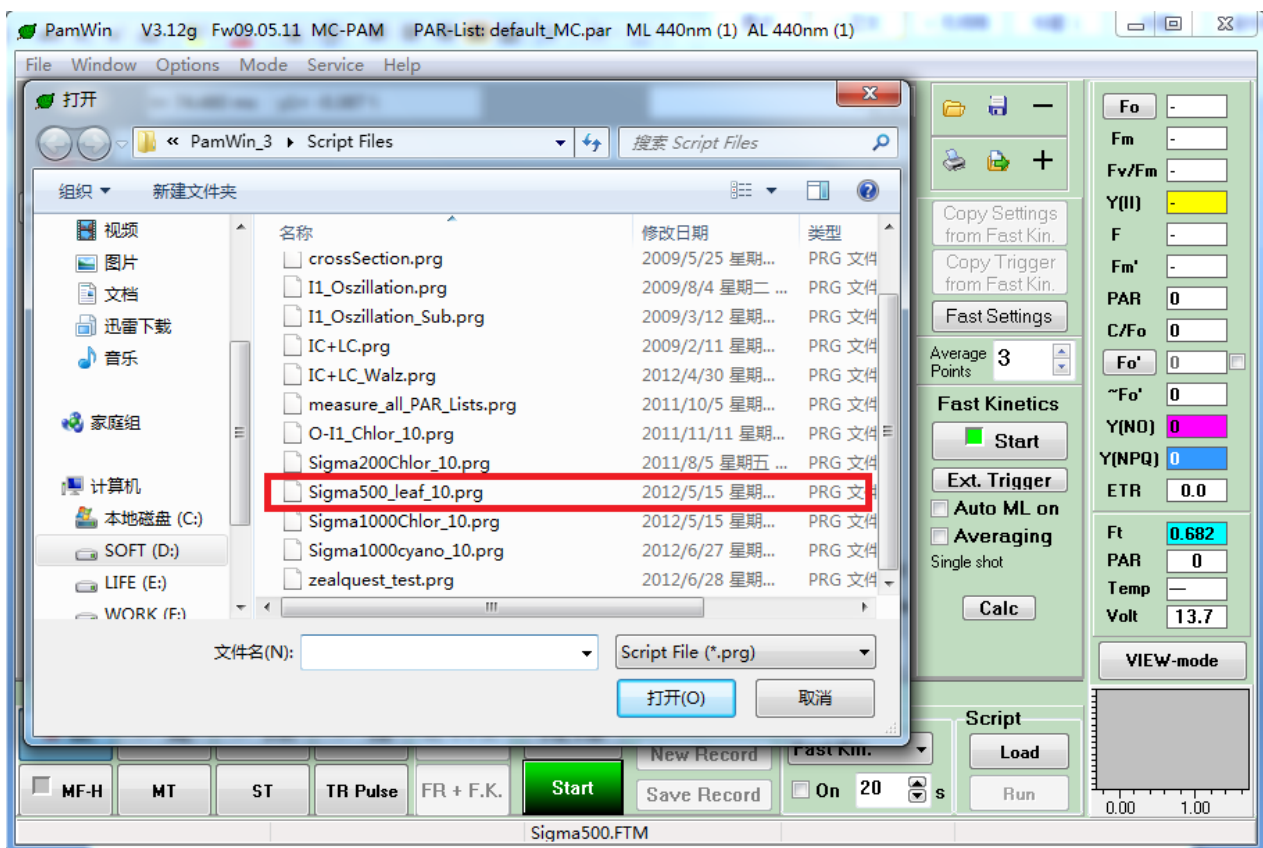 PamWin V3.12g Fw09.05.11 MC-PAM PAR-List: default_MC.par ML 440nm (1) AL 440nm (1)
File Window Options Mode Service Help
打开
« PamWin_3 ▸ Script Files
搜索 Script Files
组织 新建文件夹
视频
图片
文档
迅雷下载
音乐
家庭组
计算机
本地磁盘 (C:)
SOFT (D:)
LIFE (E:)
WORK (F:)
名称 修改日期 类型
crossSection.prg 2009/5/25 星期... PRG 文件
I1_Oszillation.prg 2009/8/4 星期二 ... PRG 文件
I1_Oszillation_Sub.prg 2009/3/12 星期... PRG 文件
IC+LC.prg 2009/2/11 星期... PRG 文件
IC+LC_Walz.prg 2012/4/30 星期... PRG 文件
measure_all_PAR_Lists.prg 2011/10/5 星期... PRG 文件
O-I1_Chlor_10.prg 2011/11/11 星期... PRG 文件
Sigma200Chlor_10.prg 2011/8/5 星期五 ... PRG 文件
Sigma500_leaf_10.prg 2012/5/15 星期... PRG 文件
Sigma1000Chlor_10.prg 2012/5/15 星期... PRG 文件
Sigma1000cyano_10.prg 2012/6/27 星期... PRG 文件
zealquest_test.prg 2012/6/28 星期... PRG 文件
文件名(N):
Script File (*.prg)
打开(O) 取消
Copy Settings
from Fast Kin.
Copy Trigger
from Fast Kin.
Fast Settings
Average
Points
3
Fast Kinetics
Start
Ext. Trigger
Auto ML on
Averaging
Single shot
Calc
Fo -
Fm -
Fv/Fm -
Y(II) -
F -
Fm' -
PAR 0
C/Fo 0
Fo' 0
~Fo' 0
Y(NO) 0
Y(NPQ) 0
ETR 0.0
Ft 0.682
PAR 0
Temp —
Volt 13.7
VIEW-mode
New Record Fast Kin.
Script
Load
MF-H MT ST TR Pulse FR + F.K. Start Save Record On 20 s Run
0.00 1.00
Sigma500.FTM